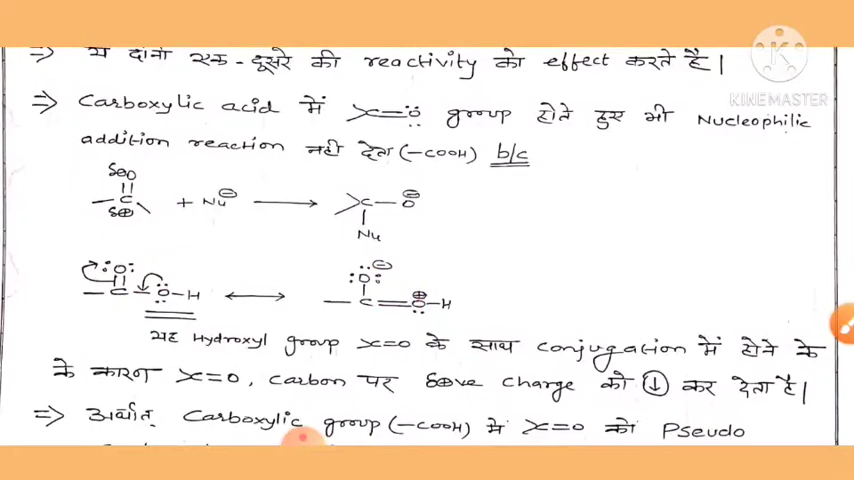 ⇒ ये दोनों एक-दूसरे की reactivity को effect करते है।
KINEMASTER
⇒ Carboxylic acid में >C=Ö: group होते हुए भी Nucleophilic
addition reaction नही देता (-COOH) b/c
δ⊖O
‖
—C + Nu⊖ ⟶ >C—O⊖
δ⊕
Nu
:O: :O:⊖
—C—O—H ⟷ —C=O⊕—H
यह Hydroxyl group >C=O के साथ conjugation में होने के
के कारण >C=O, carbon पर δ⊕ve charge को ↓ कर देता है।
⇒ अर्थात् Carboxylic group (-COOH) में >C=O को Pseudo